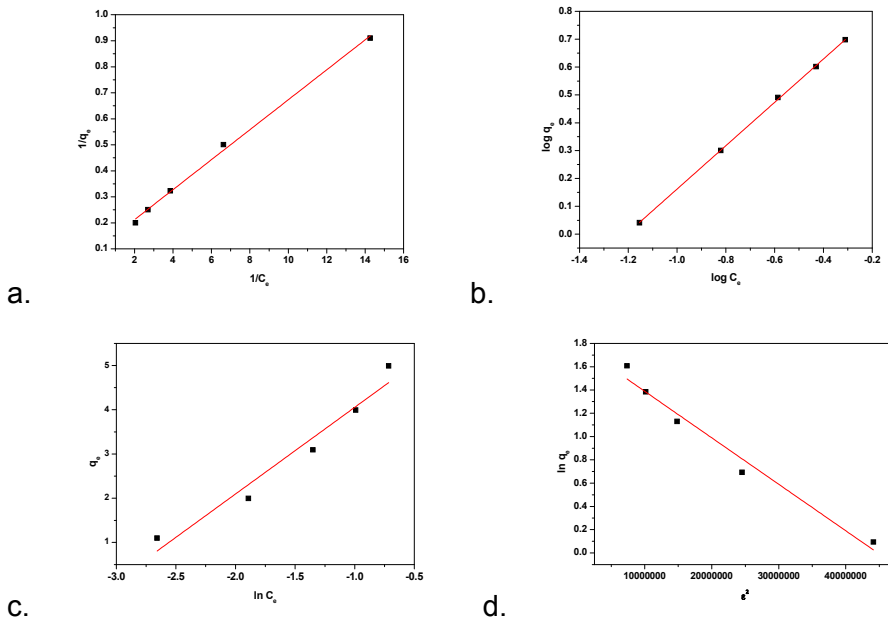 1.0
0.9
0.8
0.7
0.6
0.5
0.4
0.3
0.2
0.1
1/qe
2 4 6 8 10 12 14 16
1/Ce
a.
0.8
0.7
0.6
0.5
0.4
0.3
0.2
0.1
0.0
log qe
-1.4 -1.2 -1.0 -0.8 -0.6 -0.4 -0.2
log Ce
b.
5
4
3
2
1
qe
-3.0 -2.5 -2.0 -1.5 -1.0 -0.5
ln Ce
c.
1.8
1.6
1.4
1.2
1.0
0.8
0.6
0.4
0.2
0.0
ln qe
10000000 20000000 30000000 40000000
ε²
d.